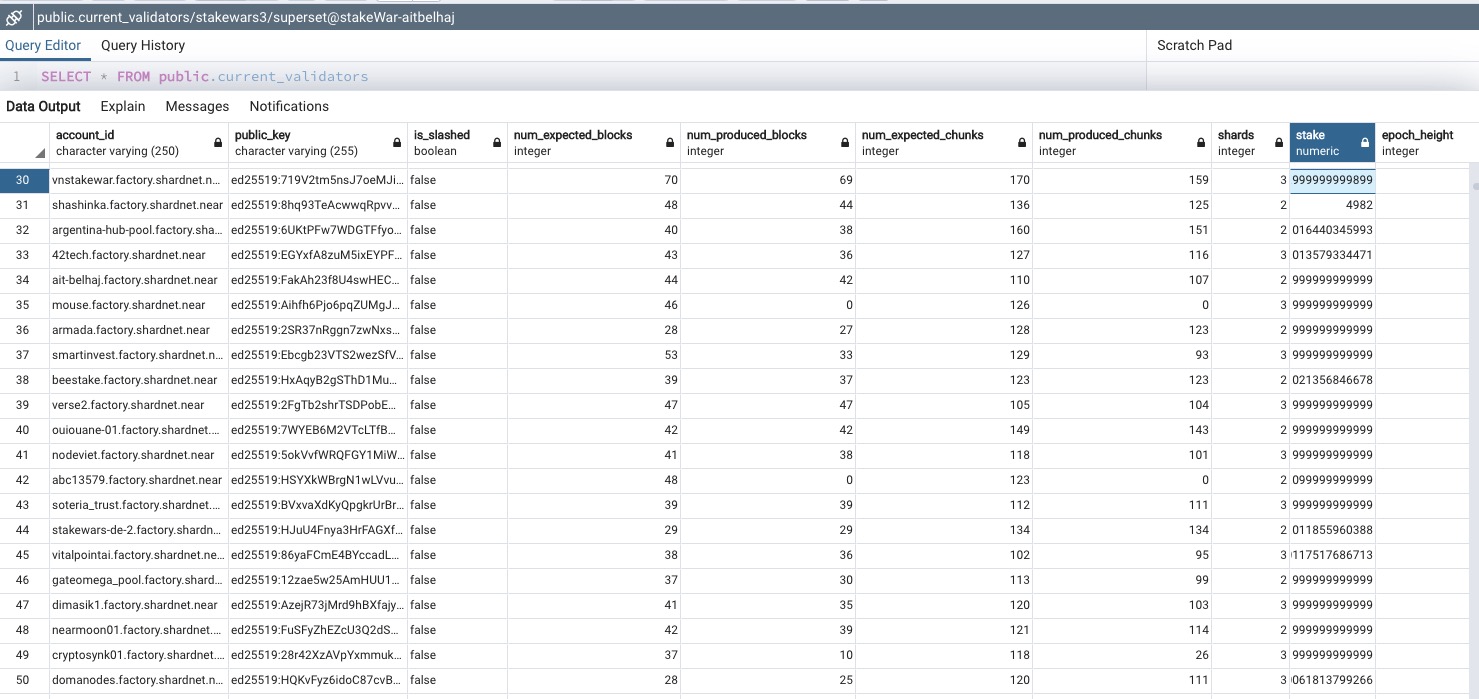 public.current_validators/stakewars3/superset@stakeWar-aitbelhaj
Query Editor Query History Scratch Pad
1 SELECT * FROM public.current_validators
Data Output Explain Messages Notifications
account_id public_key is_slashed num_expected_blocks num_produced_blocks num_expected_chunks num_produced_chunks shards stake epoch_height
character varying (250) character varying (255) boolean integer integer integer integer integer numeric integer
30 vnstakewar.factory.shardnet.n... ed25519:719V2tm5nsJ7oeMJi... false 70 69 170 159 3 999999999899
31 shashinka.factory.shardnet.near ed25519:8hq93TeAcwwqRpvv... false 48 44 136 125 2 4982
32 argentina-hub-pool.factory.sha... ed25519:6UKtPFw7WDGTFfyo... false 40 38 160 151 2 016440345993
33 42tech.factory.shardnet.near ed25519:EGYxfA8zuM5ixEYPF... false 43 36 127 116 3 013579334471
34 ait-belhaj.factory.shardnet.near ed25519:FakAh23f8U4swHEC... false 44 42 110 107 2 999999999999
35 mouse.factory.shardnet.near ed25519:Aihfh6Pjo6pqZUMgJ... false 46 0 126 0 3 999999999999
36 armada.factory.shardnet.near ed25519:2SR37nRggn7zwNxs... false 28 27 128 123 2 999999999999
37 smartinvest.factory.shardnet.n... ed25519:Ebcgb23VTS2wezSfV... false 53 33 129 93 3 999999999999
38 beestake.factory.shardnet.near ed25519:HxAqyB2gSThD1Mu... false 39 37 123 123 2 021356846678
39 verse2.factory.shardnet.near ed25519:2FgTb2shrTSDPobE... false 47 47 105 104 3 999999999999
40 ouiouane-01.factory.shardnet.... ed25519:7WYEB6M2VTcLTfB... false 42 42 149 143 2 999999999999
41 nodeviet.factory.shardnet.near ed25519:5okVvfWRQFGY1MiW... false 41 38 118 101 3 999999999999
42 abc13579.factory.shardnet.near ed25519:HSYXkWBrgN1wLVvu... false 48 0 123 0 2 099999999999
43 soteria_trust.factory.shardnet.... ed25519:BVxvaXdKyQpgkrUrBr... false 39 39 112 111 3 999999999999
44 stakewars-de-2.factory.shardn... ed25519:HJuU4Fnya3HrFAGXf... false 29 29 134 134 2 011855960388
45 vitalpointai.factory.shardnet.ne... ed25519:86yaFCmE4BYccadL... false 38 36 102 95 3 117517686713
46 gateomega_pool.factory.shard... ed25519:12zae5w25AmHUU1... false 37 30 113 99 2 999999999999
47 dimasik1.factory.shardnet.near ed25519:AzejR73jMrd9hBXfajy... false 41 35 120 103 3 999999999999
48 nearmoon01.factory.shardnet.... ed25519:FuSFyZhEZcU3Q2dS... false 42 39 121 114 2 999999999999
49 cryptosynk01.factory.shardnet.... ed25519:28r42XzAVpYxmmuk... false 37 10 118 26 3 999999999999
50 domanodes.factory.shardnet.n... ed25519:HQKvFyz6idoC87cvB... false 28 25 120 111 3 061813799266